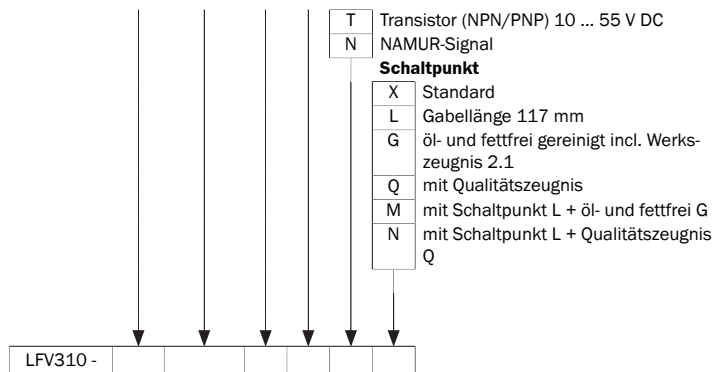 T Transistor (NPN/PNP) 10 ... 55 V DC
N NAMUR-Signal
Schaltpunkt
X Standard
L Gabellänge 117 mm
G öl- und fettfrei gereinigt incl. Werks-
zeugnis 2.1
Q mit Qualitätszeugnis
M mit Schaltpunkt L + öl- und fettfrei G
N mit Schaltpunkt L + Qualitätszeugnis
Q
LFV310 -